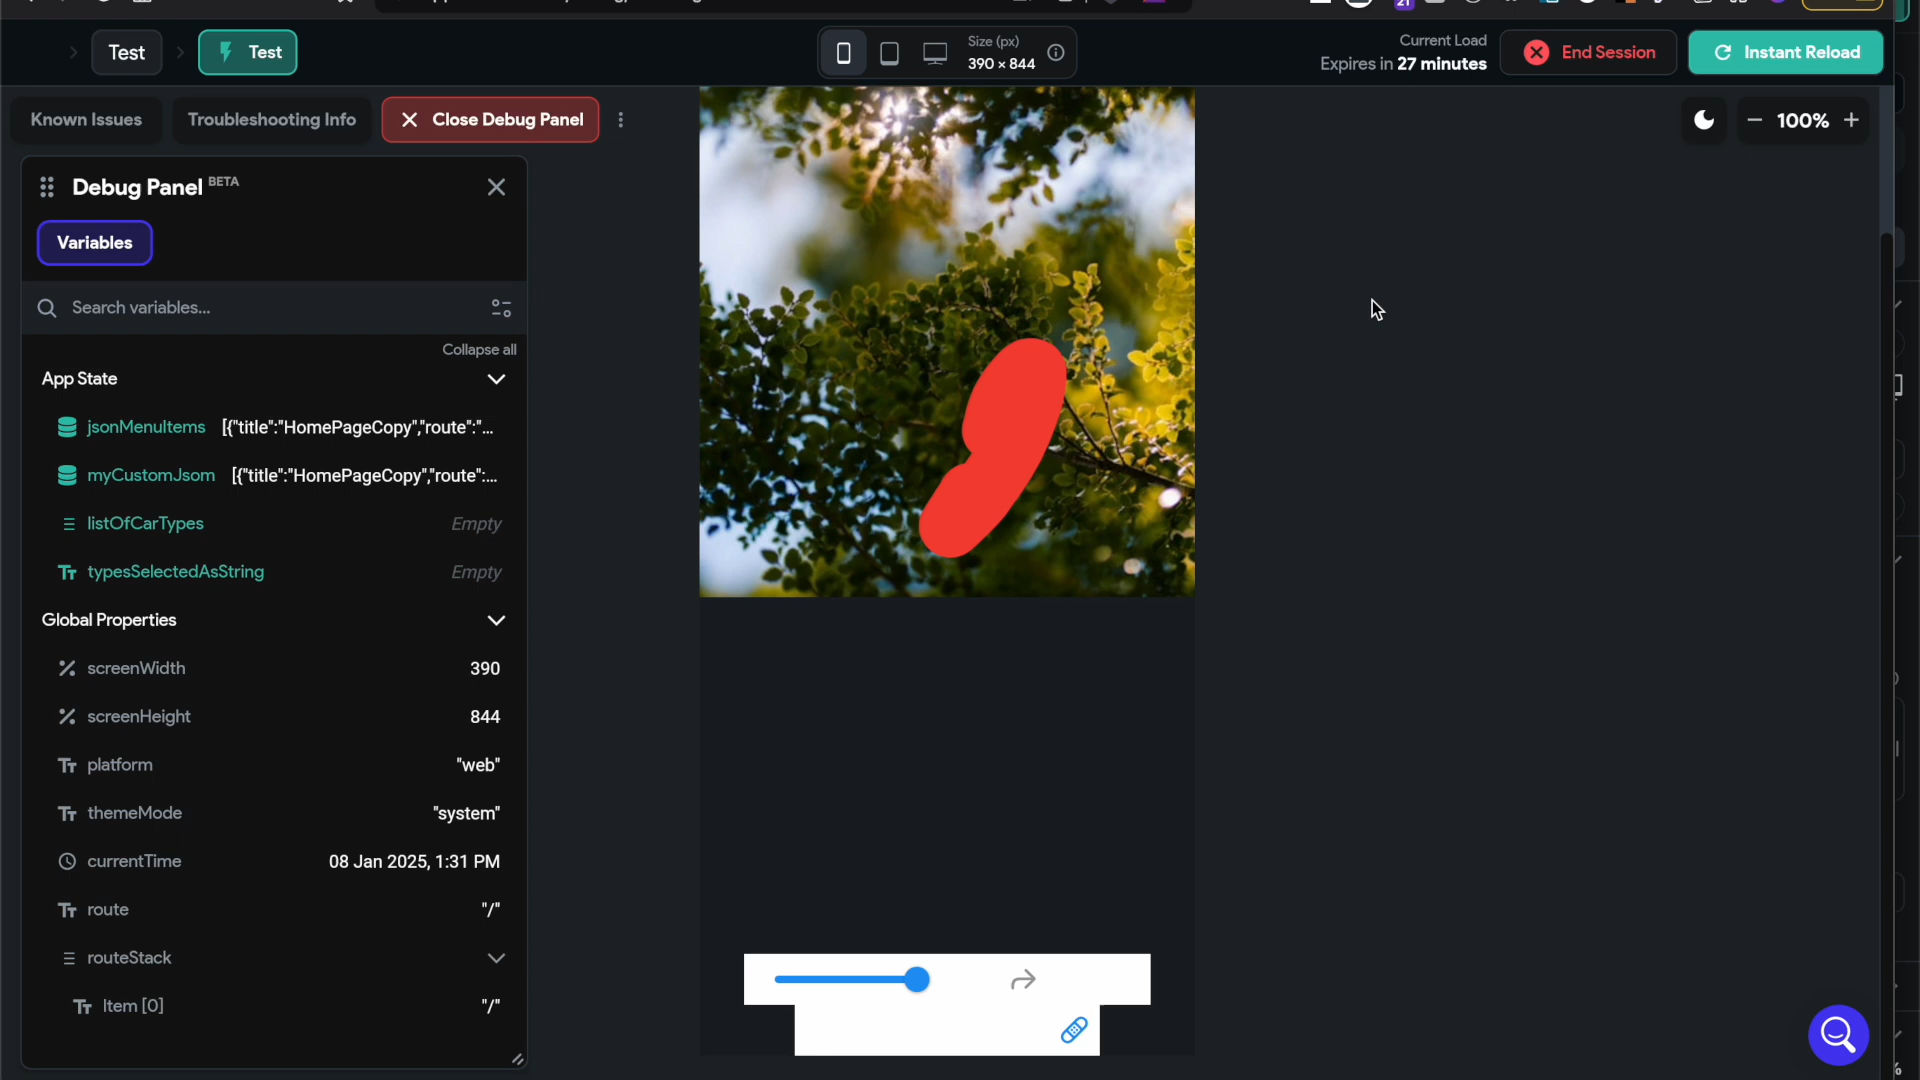 Test
Test
Size (px)
390 × 844
Current Load
Expires in 27 minutes
End Session
Instant Reload
Known Issues
Troubleshooting Info
Close Debug Panel
100%
Debug Panel BETA
Variables
Search variables...
Collapse all
App State
jsonMenuItems [{"title":"HomePageCopy","route":"...
myCustomJsom [{"title":"HomePageCopy","route":...
listOfCarTypes Empty
typesSelectedAsString Empty
Global Properties
screenWidth 390
screenHeight 844
platform "web"
themeMode "system"
currentTime 08 Jan 2025, 1:31 PM
route "/"
routeStack
Item [0] "/"